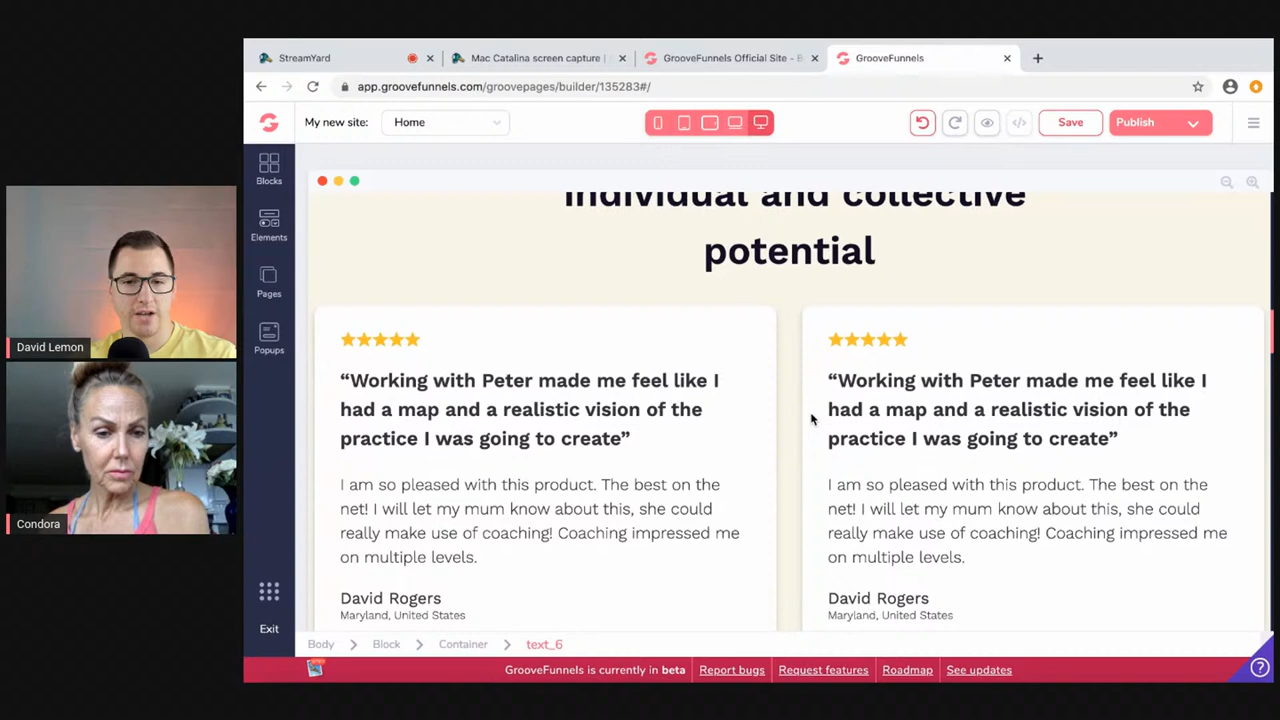 StreamYard
Mac Catalina screen capture |
GrooveFunnels Official Site - B
GrooveFunnels
app.groovefunnels.com/groovepages/builder/135283#/
My new site:
Home
Save
Publish
Blocks
Elements
Pages
Popups
Exit
individual and collective
potential
“Working with Peter made me feel like I
had a map and a realistic vision of the
practice I was going to create”
I am so pleased with this product. The best on the
net! I will let my mum know about this, she could
really make use of coaching! Coaching impressed me
on multiple levels.
David Rogers
Maryland, United States
“Working with Peter made me feel like I
had a map and a realistic vision of the
practice I was going to create”
I am so pleased with this product. The best on the
net! I will let my mum know about this, she could
really make use of coaching! Coaching impressed me
on multiple levels.
David Rogers
Maryland, United States
Body
Block
Container
text_6
GrooveFunnels is currently in beta
Report bugs
Request features
Roadmap
See updates
David Lemon
Condora